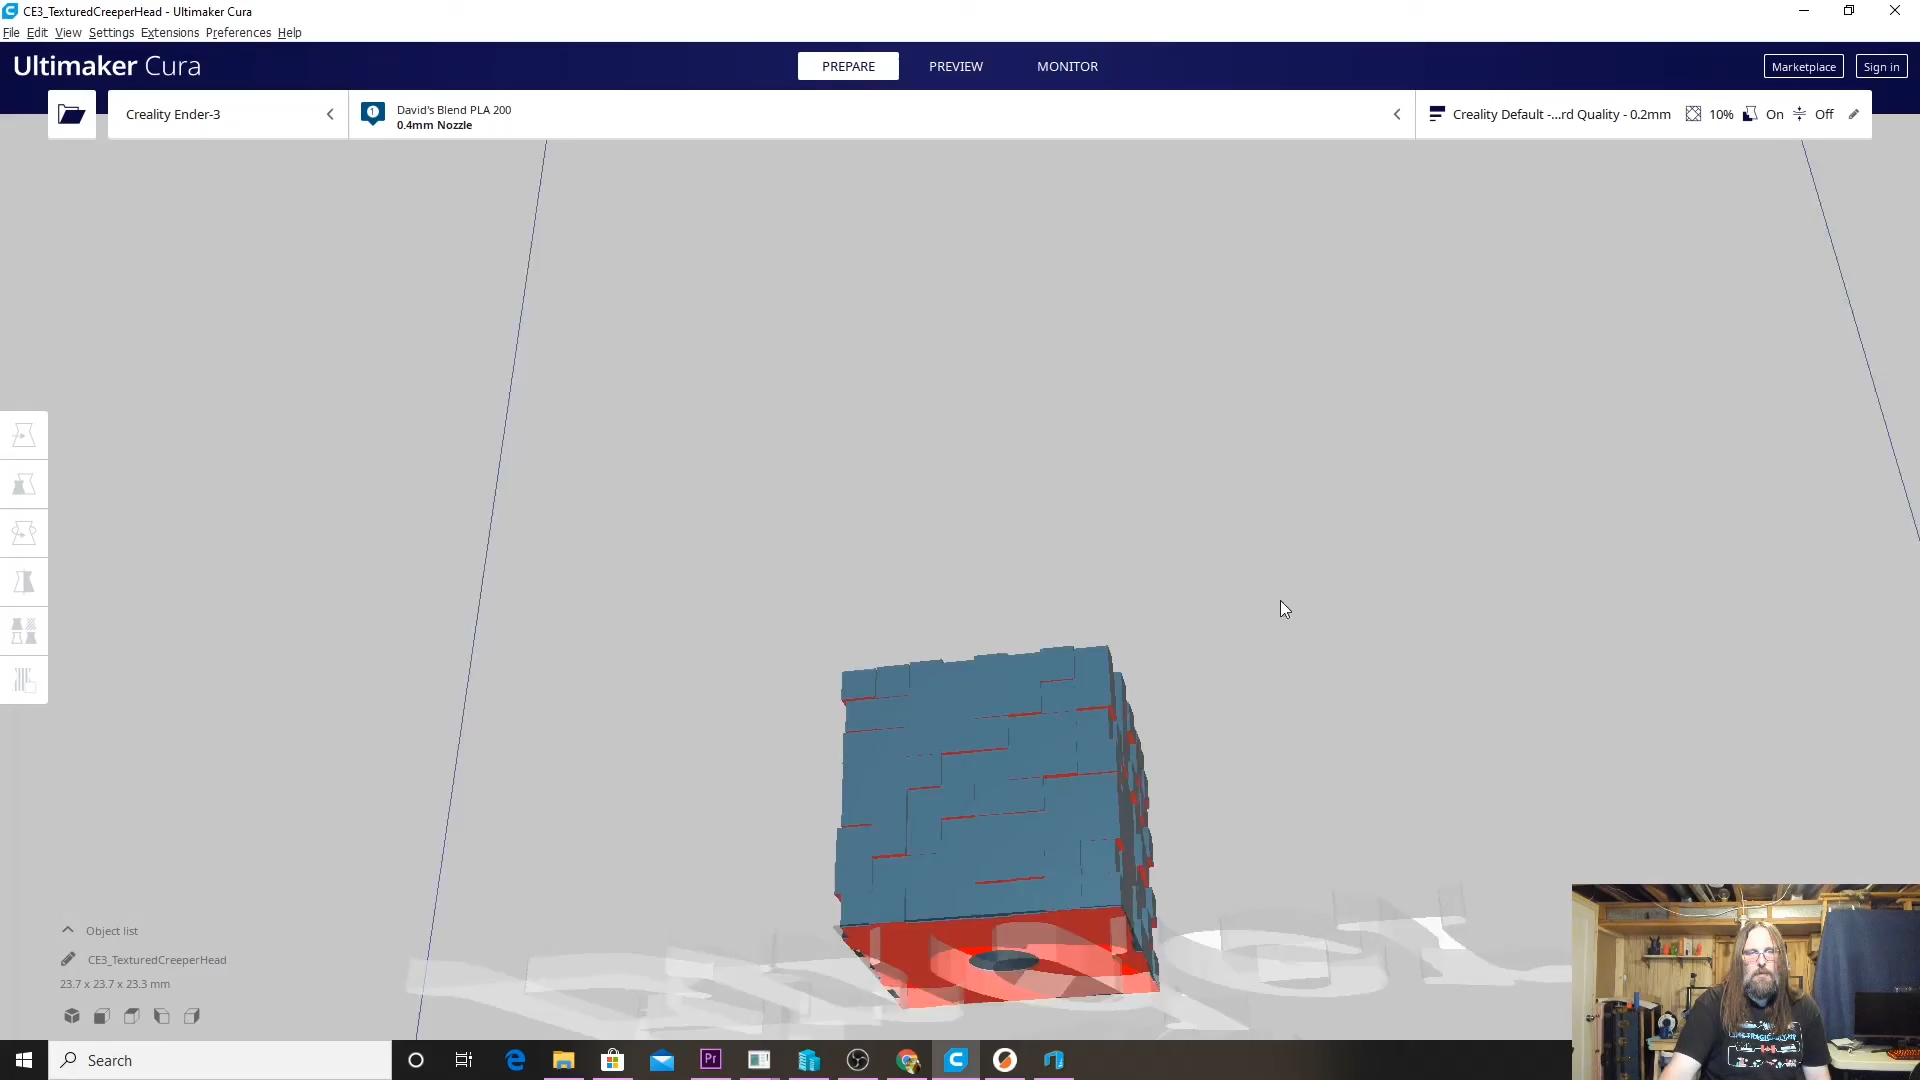 CE3_TexturedCreeperHead - Ultimaker Cura
File Edit View Settings Extensions Preferences Help
Ultimaker Cura
PREPARE
PREVIEW
MONITOR
Marketplace
Sign in
Creality Ender-3
1
David's Blend PLA 200
0.4mm Nozzle
Creality Default -...rd Quality - 0.2mm
10%
On
Off
Object list
CE3_TexturedCreeperHead
23.7 x 23.7 x 23.3 mm
Search
Pr